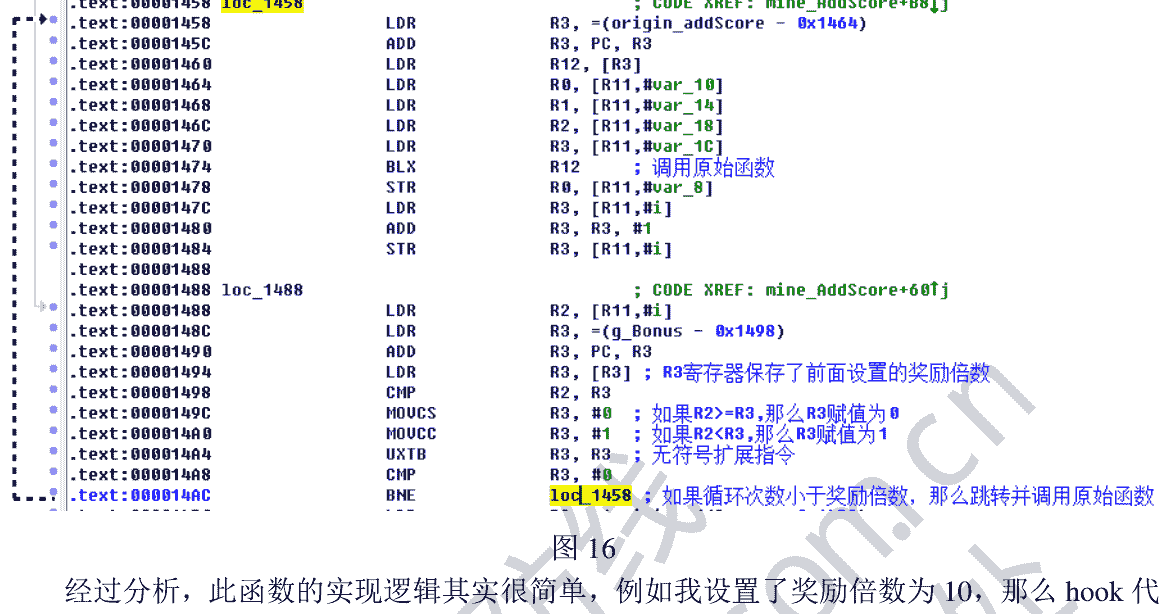 .text:00001458 loc_1458 ; CODE XREF: mine_AddScore+B8↓j
.text:00001458 LDR R3, =(origin_addScore - 0x1464)
.text:0000145C ADD R3, PC, R3
.text:00001460 LDR R12, [R3]
.text:00001464 LDR R0, [R11,#var_10]
.text:00001468 LDR R1, [R11,#var_14]
.text:0000146C LDR R2, [R11,#var_18]
.text:00001470 LDR R3, [R11,#var_1C]
.text:00001474 BLX R12 ; 调用原始函数
.text:00001478 STR R0, [R11,#var_8]
.text:0000147C LDR R3, [R11,#i]
.text:00001480 ADD R3, R3, #1
.text:00001484 STR R3, [R11,#i]
.text:00001488
.text:00001488 loc_1488 ; CODE XREF: mine_AddScore+60↑j
.text:00001488 LDR R2, [R11,#i]
.text:0000148C LDR R3, =(g_Bonus - 0x1498)
.text:00001490 ADD R3, PC, R3
.text:00001494 LDR R3, [R3] ; R3寄存器保存了前面设置的奖励倍数
.text:00001498 CMP R2, R3
.text:0000149C MOVCS R3, #0 ; 如果R2>=R3,那么R3赋值为0
.text:000014A0 MOVCC R3, #1 ; 如果R2<R3,那么R3赋值为1
.text:000014A4 UXTB R3, R3 ; 无符号扩展指令
.text:000014A8 CMP R3, #0
.text:000014AC BNE loc_1458 ; 如果循环次数小于奖励倍数，那么跳转并调用原始函数
图 16
经过分析，此函数的实现逻辑其实很简单，例如我设置了奖励倍数为 10，那么 hook 代